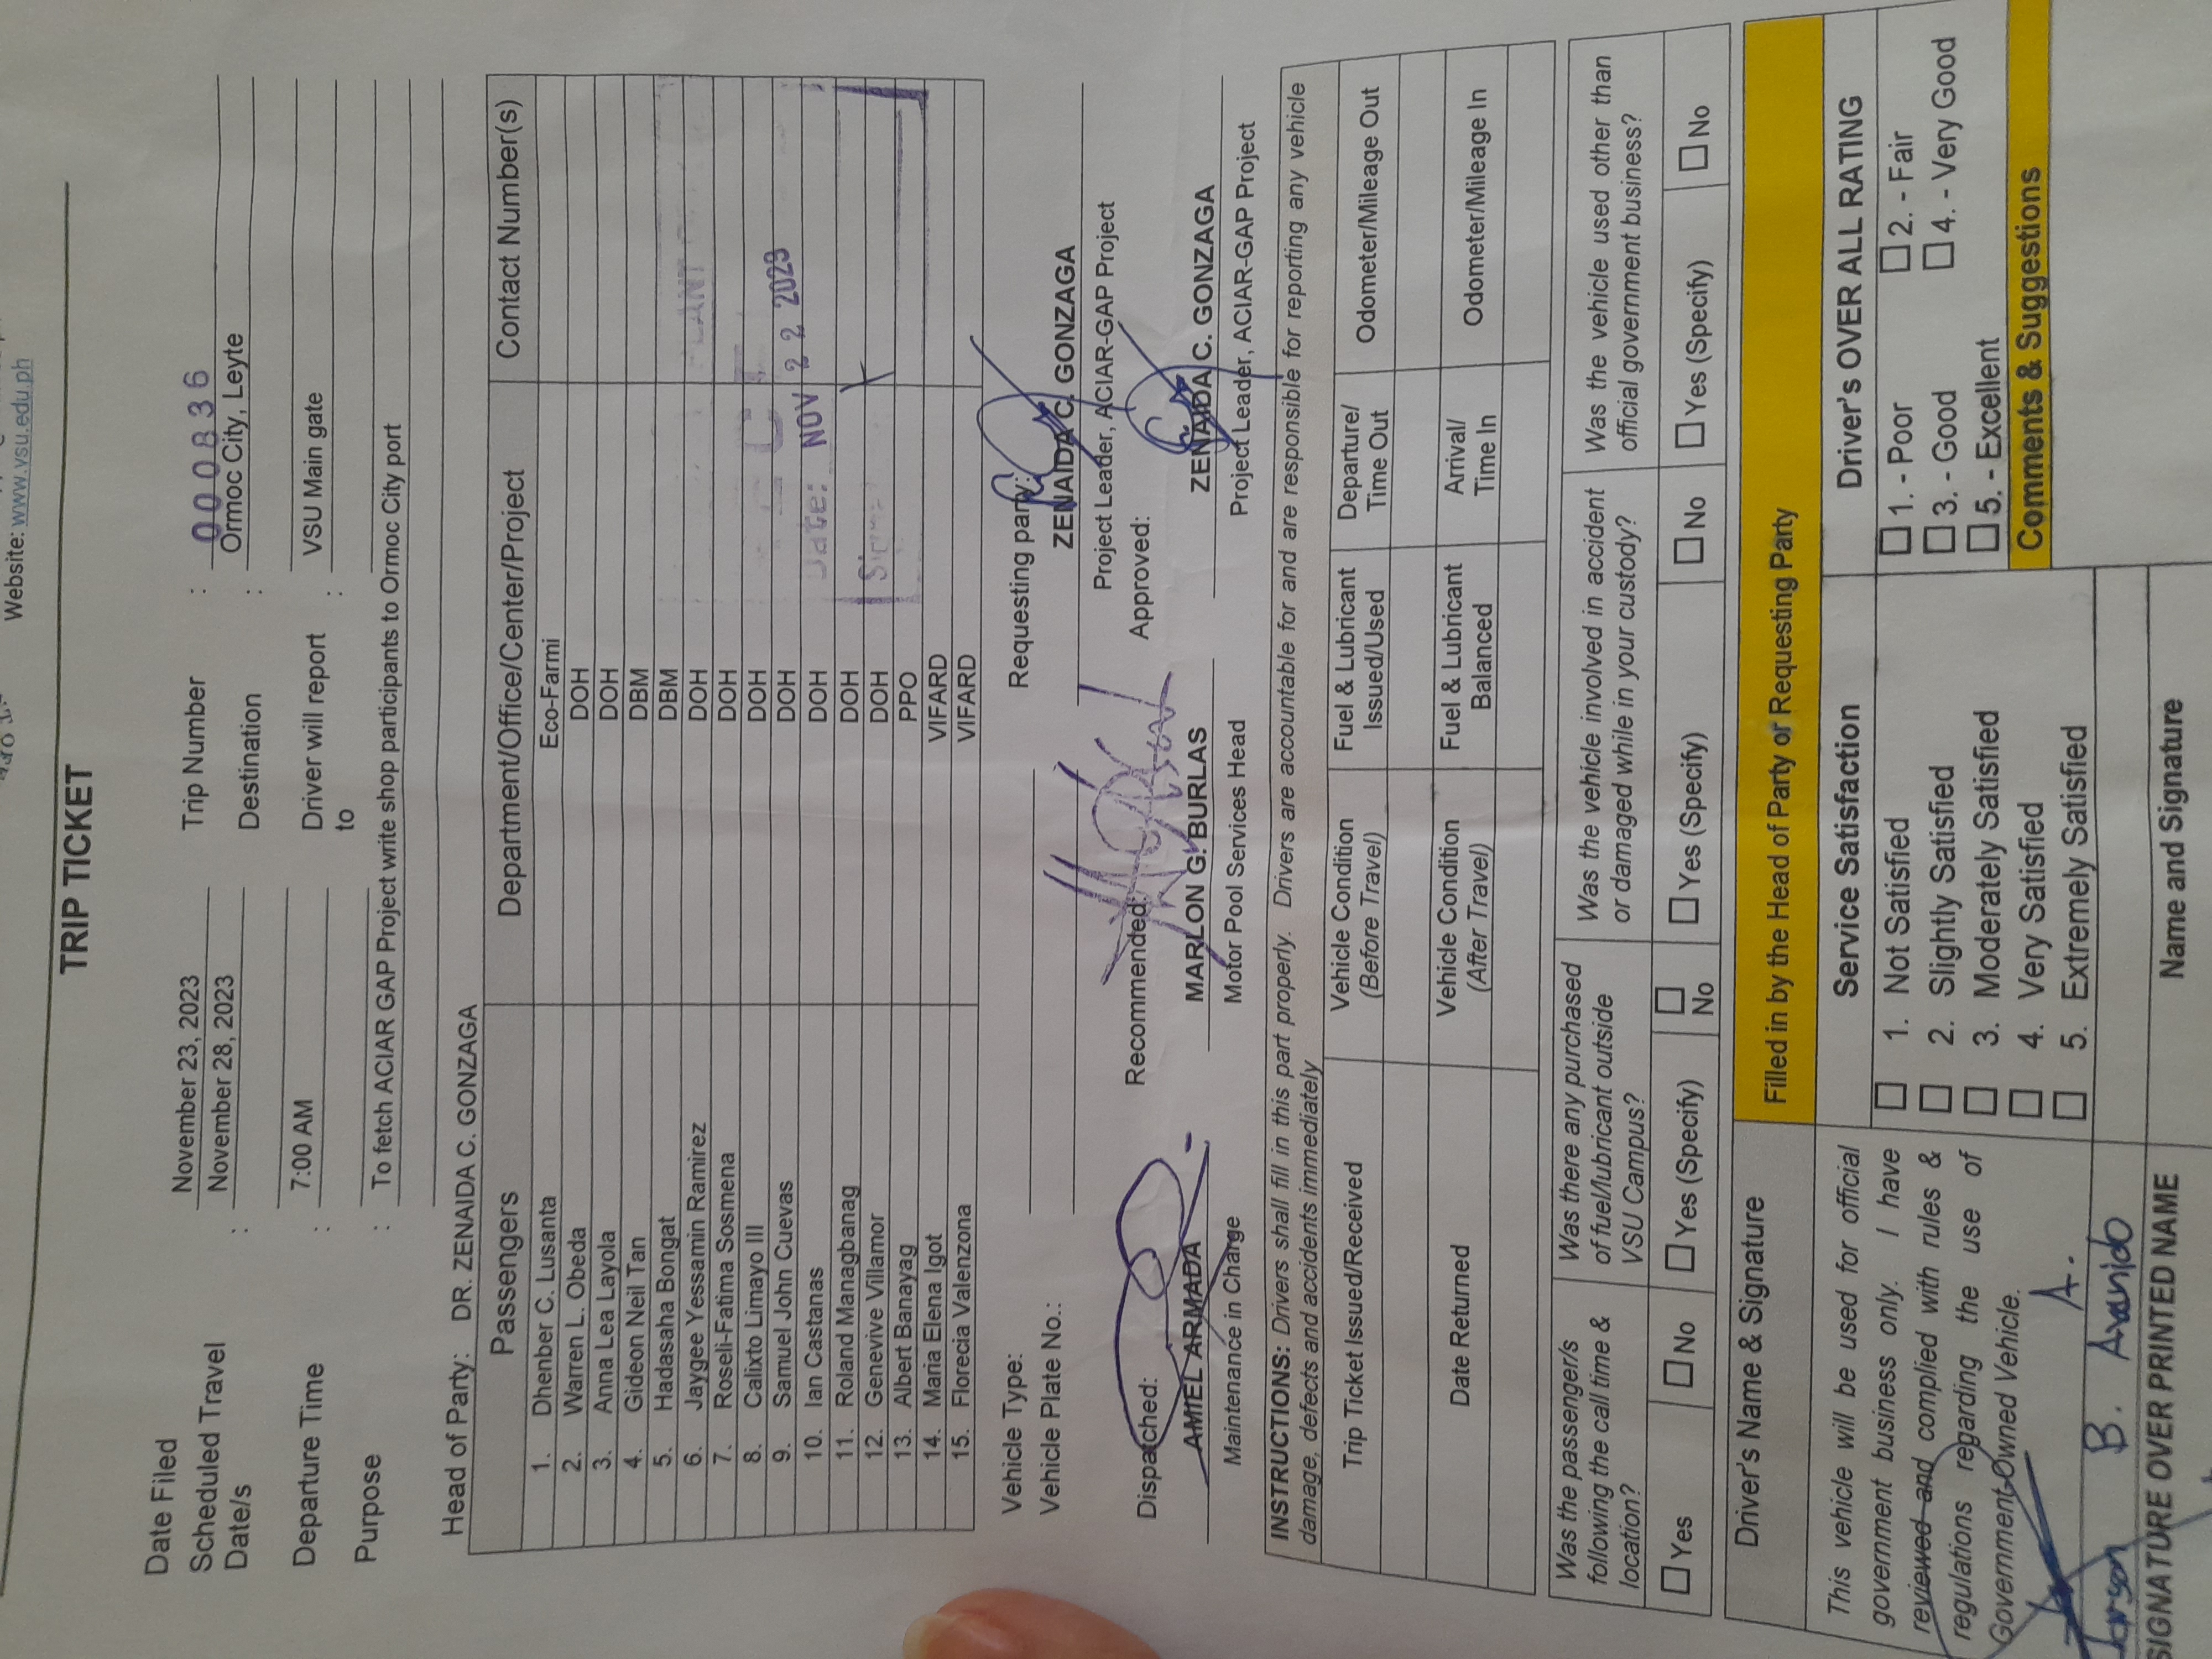 Website: www.vsu.edu.ph
TRIP TICKET
Date Filed November 23, 2023 Trip Number : 000836
Scheduled Travel Date/s : November 28, 2023 Destination : Ormoc City, Leyte
Departure Time : 7:00 AM Driver will report to : VSU Main gate
Purpose : To fetch ACIAR GAP Project write shop participants to Ormoc City port
Head of Party: DR. ZENAIDA C. GONZAGA
Passengers Department/Office/Center/Project Contact Number(s)
1. Dhenber C. Lusanta Eco-Farmi
2. Warren L. Obeda DOH
3. Anna Lea Layola DOH
4. Gideon Neil Tan DBM
5. Hadasaha Bongat DBM
6. Jaygee Yessamin Ramirez DOH
7. Roseli-Fatima Sosmena DOH
8. Calixto Limayo III DOH
9. Samuel John Cuevas DOH
10. Ian Castanas DOH
11. Roland Managbanag DOH
12. Genevive Villamor DOH
13. Albert Banayag PPO
14. Maria Elena Igot VIFARD
15. Florecia Valenzona VIFARD
Date: NOV 22 2023
Vehicle Type: Requesting party:
Vehicle Plate No.: ZENAIDA C. GONZAGA
Project Leader, ACIAR-GAP Project
Dispatched: Recommended: Approved:
AMIEL ARMADA MARLON G. BURLAS ZENAIDA C. GONZAGA
Maintenance in Charge Motor Pool Services Head Project Leader, ACIAR-GAP Project
INSTRUCTIONS: Drivers shall fill in this part properly. Drivers are accountable for and are responsible for reporting any vehicle
damage, defects and accidents immediately
Trip Ticket Issued/Received Vehicle Condition (Before Travel) Fuel & Lubricant Issued/Used Departure/ Time Out Odometer/Mileage Out
Date Returned Vehicle Condition (After Travel) Fuel & Lubricant Balanced Arrival/ Time In Odometer/Mileage In
Was the passenger/s following the call time & location? Was there any purchased of fuel/lubricant outside VSU Campus? Was the vehicle involved in accident or damaged while in your custody? Was the vehicle used other than official government business?
Yes No Yes (Specify) No Yes (Specify) No Yes (Specify) No
Driver's Name & Signature Filled in by the Head of Party or Requesting Party
This vehicle will be used for official
government business only. I have
reviewed and complied with rules &
regulations regarding the use of
Government-Owned Vehicle.
Service Satisfaction
1. Not Satisfied
2. Slightly Satisfied
3. Moderately Satisfied
4. Very Satisfied
5. Extremely Satisfied
Driver's OVER ALL RATING
1. - Poor 2. - Fair
3. - Good 4. - Very Good
5. - Excellent
Comments & Suggestions
B. A.
SIGNATURE OVER PRINTED NAME Name and Signature